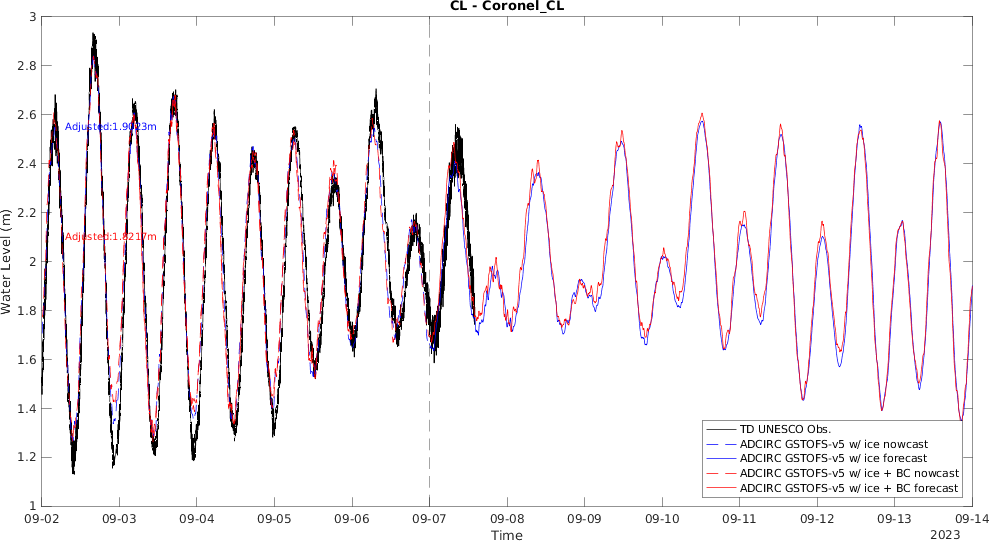 CL - Coronel_CL
3
2.8
2.6
2.4
2.2
2
1.8
1.6
1.4
1.2
1
Water Level (m)
Adjusted:1.9023m
Adjusted:1.8217m
TD UNESCO Obs.
ADCIRC GSTOFS-v5 w/ ice nowcast
ADCIRC GSTOFS-v5 w/ ice forecast
ADCIRC GSTOFS-v5 w/ ice + BC nowcast
ADCIRC GSTOFS-v5 w/ ice + BC forecast
09-02 09-03 09-04 09-05 09-06 09-07 09-08 09-09 09-10 09-11 09-12 09-13 09-14
Time
2023